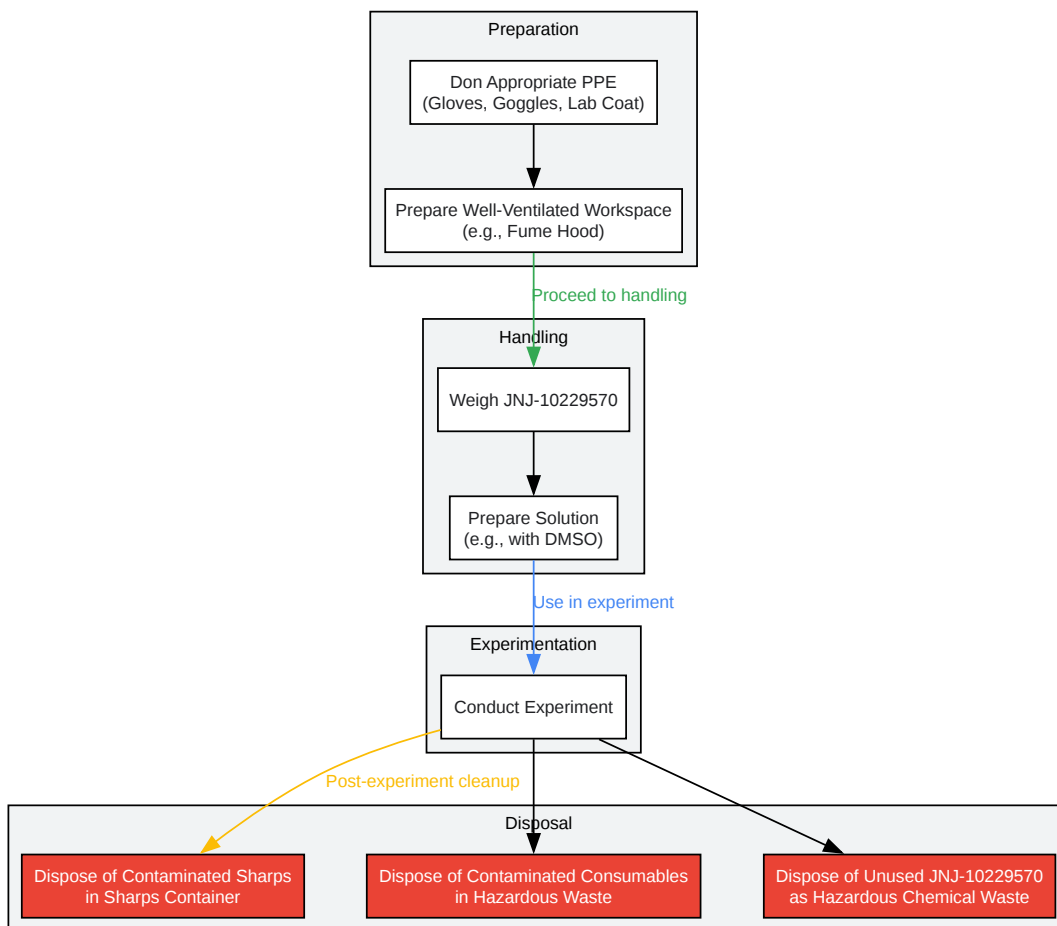 Preparation
Don Appropriate PPE
(Gloves, Goggles, Lab Coat)
Prepare Well-Ventilated Workspace
(e.g., Fume Hood)
Proceed to handling
Handling
Weigh JNJ-10229570
Prepare Solution
(e.g., with DMSO)
Use in experiment
Experimentation
Conduct Experiment
Post-experiment cleanup
Disposal
Dispose of Contaminated Sharps
in Sharps Container
Dispose of Contaminated Consumables
in Hazardous Waste
Dispose of Unused JNJ-10229570
as Hazardous Chemical Waste